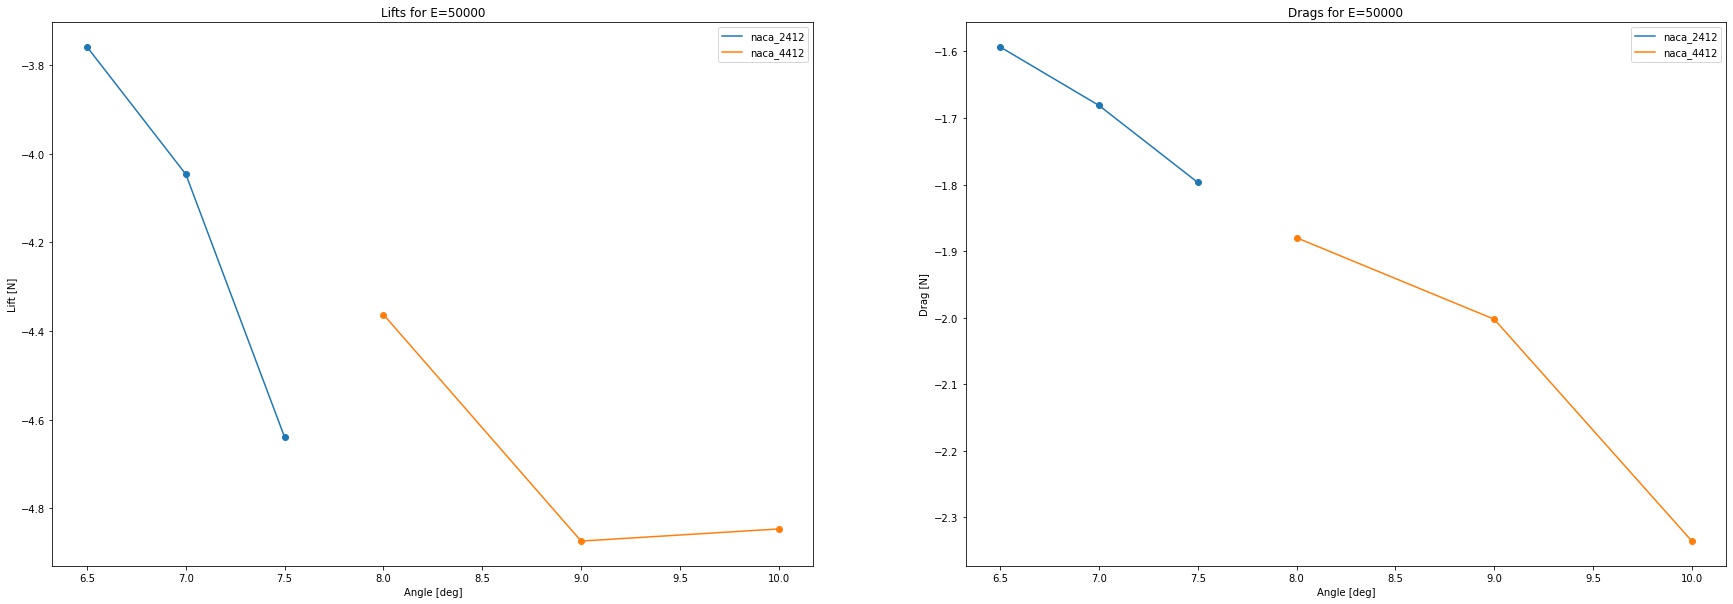 Lifts for E=50000
naca_2412
naca_4412
−3.8
−4.0
−4.2
−4.4
−4.6
−4.8
Lift [N]
6.5 7.0 7.5 8.0 8.5 9.0 9.5 10.0
Angle [deg]
Drags for E=50000
naca_2412
naca_4412
−1.6
−1.7
−1.8
−1.9
−2.0
−2.1
−2.2
−2.3
Drag [N]
6.5 7.0 7.5 8.0 8.5 9.0 9.5 10.0
Angle [deg]